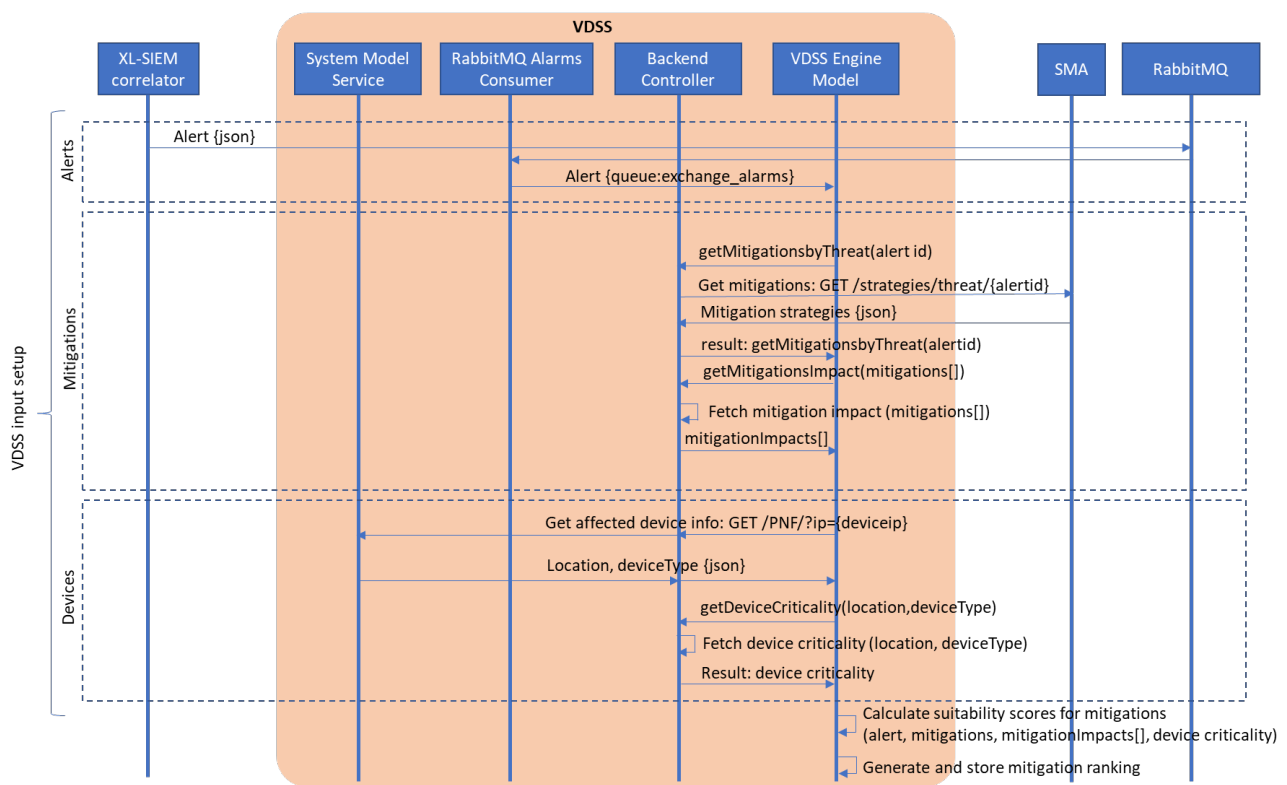 VDSS
XL-SIEM
correlator
System Model
Service
RabbitMQ Alarms
Consumer
Backend
Controller
VDSS Engine
Model
SMA
RabbitMQ
VDSS input setup
Alerts
Alert {json}
Alert {queue:exchange_alarms}
Mitigations
getMitigationsbyThreat(alert id)
Get mitigations: GET /strategies/threat/{alertid}
Mitigation strategies {json}
result: getMitigationsbyThreat(alertid)
getMitigationsImpact(mitigations[])
Fetch mitigation impact (mitigations[])
mitigationImpacts[]
Devices
Get affected device info: GET /PNF/?ip={deviceip}
Location, deviceType {json}
getDeviceCriticality(location,deviceType)
Fetch device criticality (location, deviceType)
Result: device criticality
Calculate suitability scores for mitigations
(alert, mitigations, mitigationImpacts[], device criticality)
Generate and store mitigation ranking